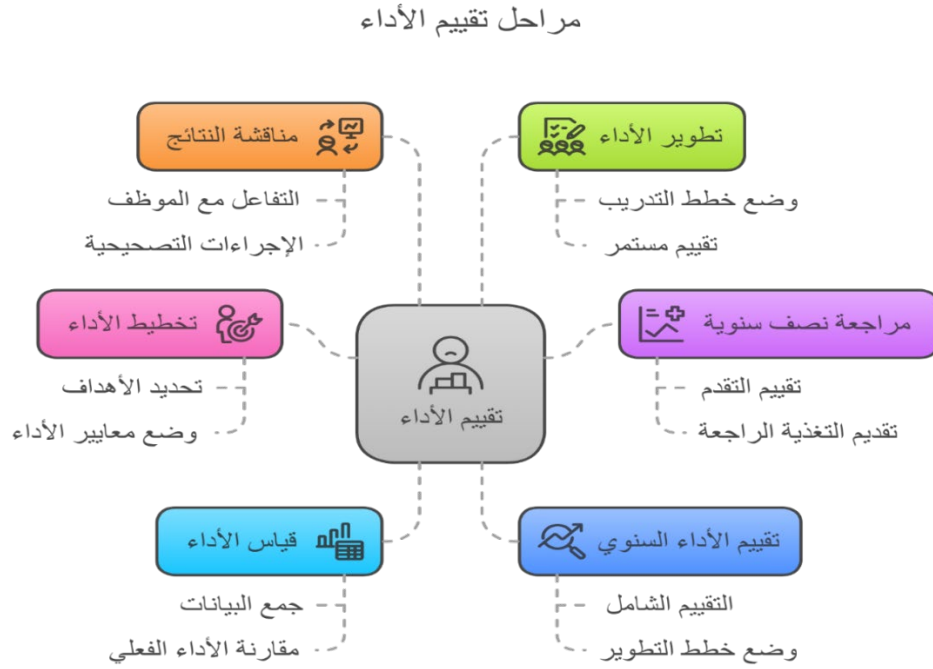 مراحل تقييم الأداء
تطوير الأداء
وضع خطط التدريب
تقييم مستمر
مناقشة النتائج
التفاعل مع الموظف
الإجراءات التصحيحية
مراجعة نصف سنوية
تقييم التقدم
تقديم التغذية الراجعة
تخطيط الأداء
تحديد الأهداف
وضع معايير الأداء
تقييم الأداء
تقييم الأداء السنوي
التقييم الشامل
وضع خطط التطوير
قياس الأداء
جمع البيانات
مقارنة الأداء الفعلي